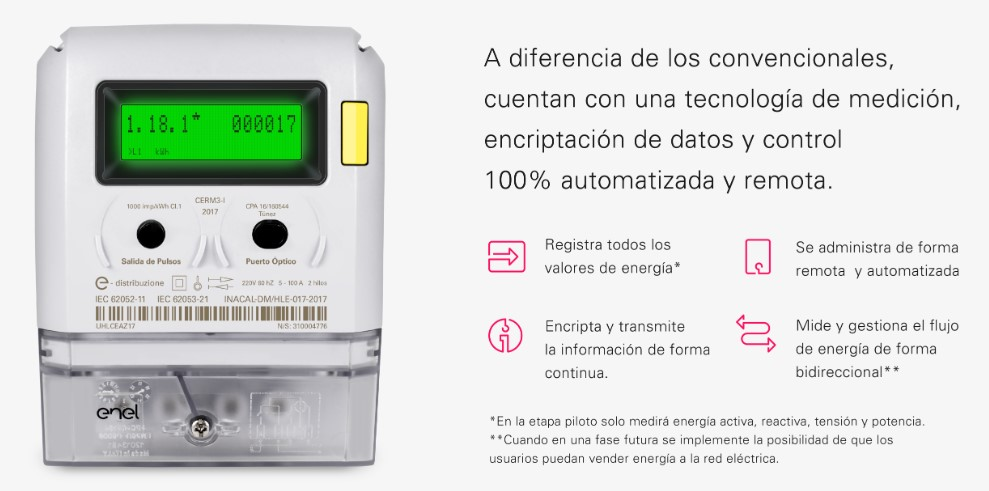 1.18.1* 000017
kWh
1000 imp/kWh Cl.1
CERM3-I
2017
CPA 16/160544
Túnez
Salida de Pulsos
Puerto Óptico
e - distribuzione
220V 60 HZ 5 - 100 A 2 hilos
IEC 62052-11 IEC 62053-21 INACAL-DM/HLE-017-2017
UHLCEAZ17 N/S: 310004776
enel
A diferencia de los convencionales,
cuentan con una tecnología de medición,
encriptación de datos y control
100% automatizada y remota.
Registra todos los
valores de energía*
Se administra de forma
remota y automatizada
Encripta y transmite
la información de forma
continua.
Mide y gestiona el flujo
de energía de forma
bidireccional**
*En la etapa piloto solo medirá energía activa, reactiva, tensión y potencia.
**Cuando en una fase futura se implemente la posibilidad de que los
usuarios puedan vender energía a la red eléctrica.